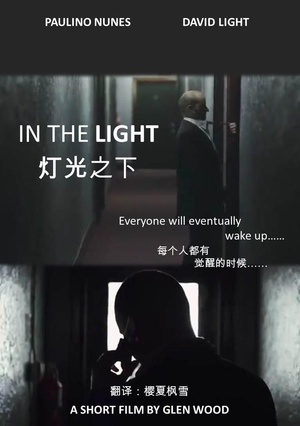 PAULINO NUNES DAVID LIGHT
IN THE LIGHT
灯光之下
Everyone will eventually
wake up......
每个人都有
觉醒的时候......
翻译：樱夏枫雪
A SHORT FILM BY GLEN WOOD